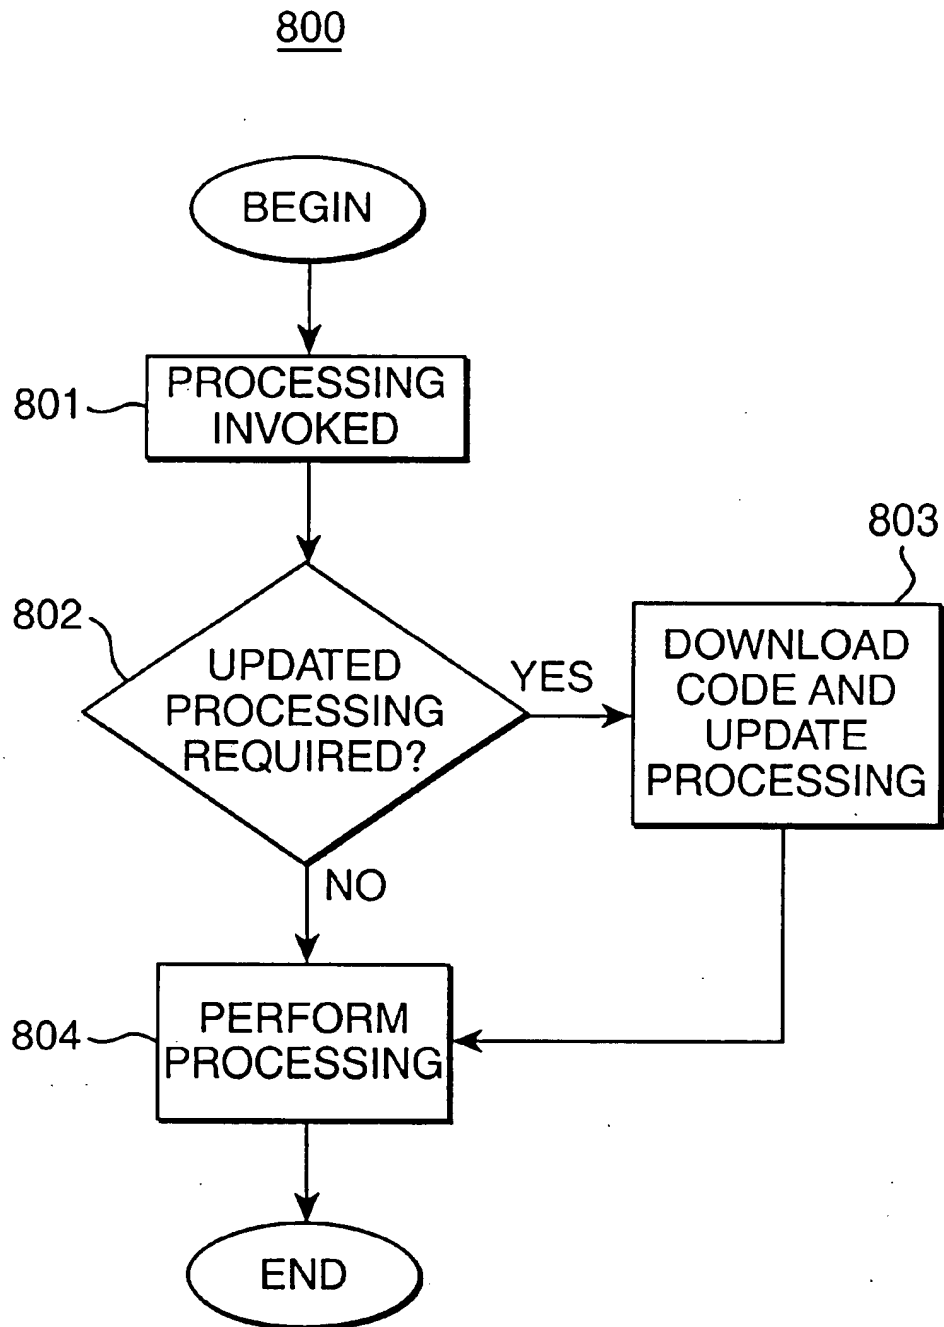 800
BEGIN
801
PROCESSING
INVOKED
802
UPDATED
PROCESSING
REQUIRED?
YES
803
DOWNLOAD
CODE AND
UPDATE
PROCESSING
NO
804
PERFORM
PROCESSING
END